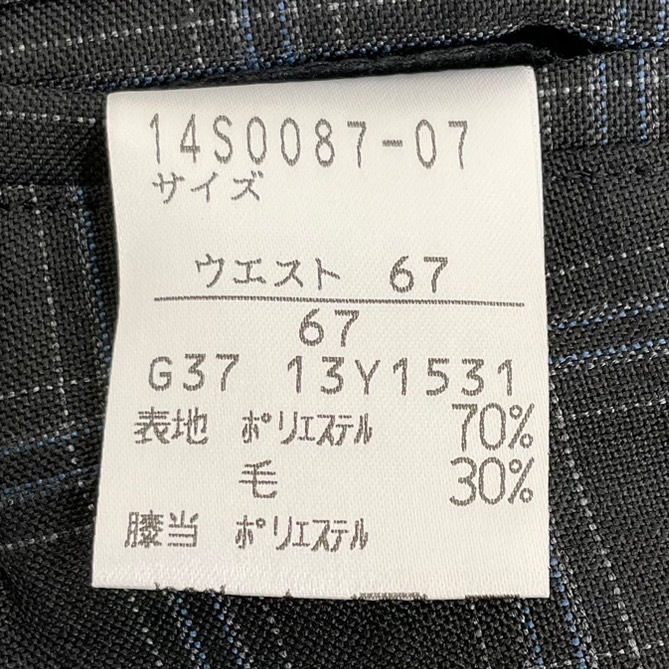 14S0087-07
サイズ
ウエスト 67
67
G37 13Y1531
表地 ポリエステル 70%
毛 30%
膝当 ポリエステル